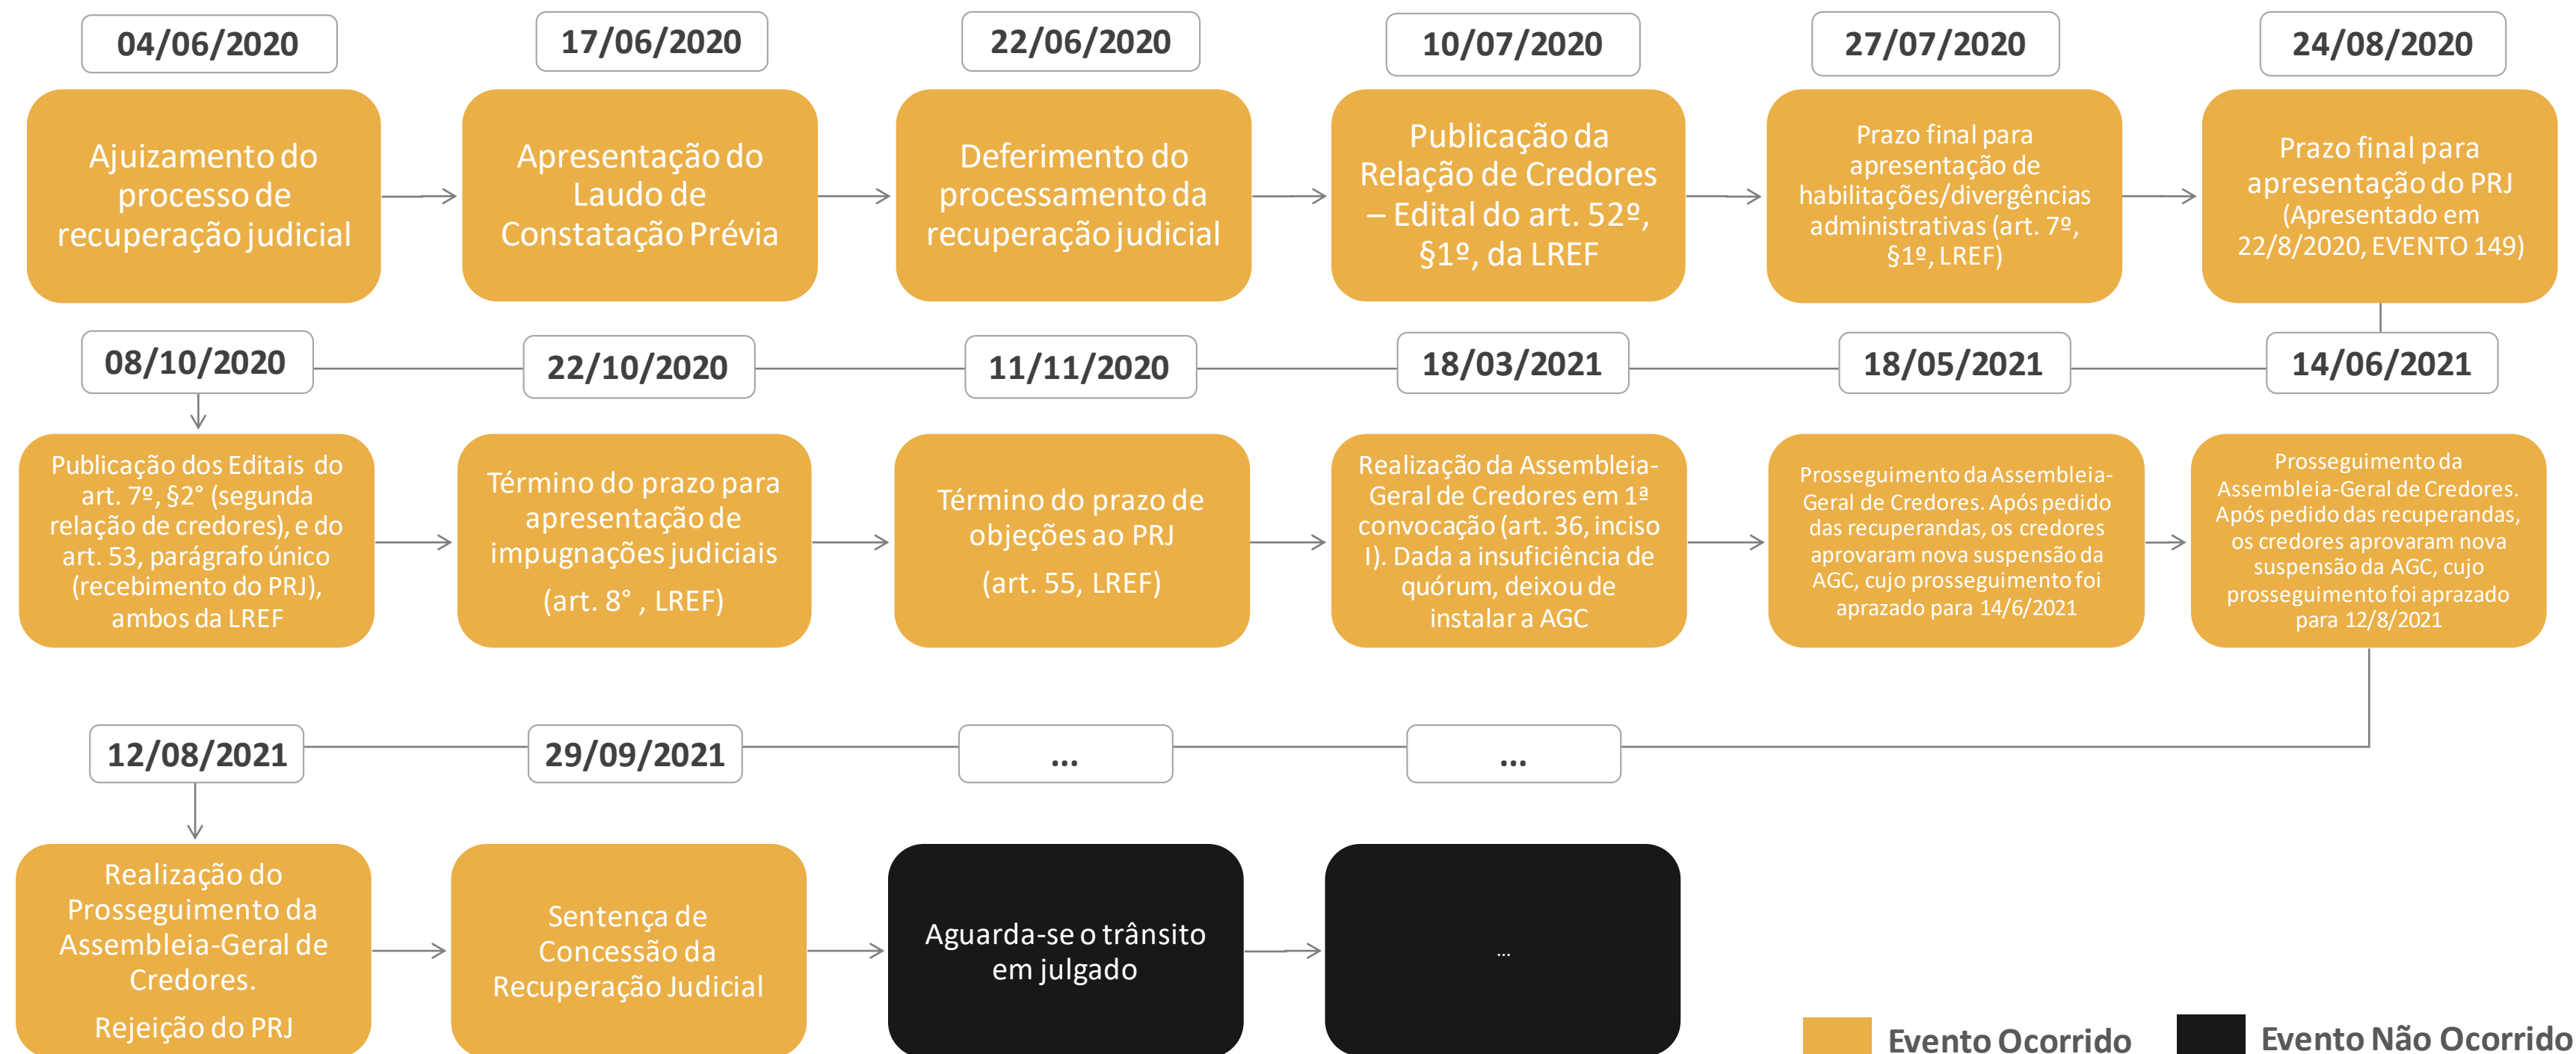 04/06/2020
Ajuizamento do
processo de
recuperação judicial
17/06/2020
Apresentação do
Laudo de
Constatação Prévia
22/06/2020
Deferimento do
processamento da
recuperação judicial
10/07/2020
Publicação da
Relação de Credores
– Edital do art. 52º,
§1º, da LREF
27/07/2020
Prazo final para
apresentação de
habilitações/divergências
administrativas (art. 7º,
§1º, LREF)
24/08/2020
Prazo final para
apresentação do PRJ
(Apresentado em
22/8/2020, EVENTO 149)
08/10/2020
Publicação dos Editais do
art. 7º, §2° (segunda
relação de credores), e do
art. 53, parágrafo único
(recebimento do PRJ),
ambos da LREF
22/10/2020
Término do prazo para
apresentação de
impugnações judiciais
(art. 8° , LREF)
11/11/2020
Término do prazo de
objeções ao PRJ
(art. 55, LREF)
18/03/2021
Realização da Assembleia-
Geral de Credores em 1ª
convocação (art. 36, inciso
I). Dada a insuficiência de
quórum, deixou de
instalar a AGC
18/05/2021
Prosseguimento da Assembleia-
Geral de Credores. Após pedido
das recuperandas, os credores
aprovaram nova suspensão da
AGC, cujo prosseguimento foi
aprazado para 14/6/2021
14/06/2021
Prosseguimento da
Assembleia-Geral de Credores.
Após pedido das recuperandas,
os credores aprovaram nova
suspensão da AGC, cujo
prosseguimento foi aprazado
para 12/8/2021
12/08/2021
Realização do
Prosseguimento da
Assembleia-Geral de
Credores.
Rejeição do PRJ
29/09/2021
Sentença de
Concessão da
Recuperação Judicial
...
Aguarda-se o trânsito
em julgado
...
...
Evento Ocorrido
Evento Não Ocorrido